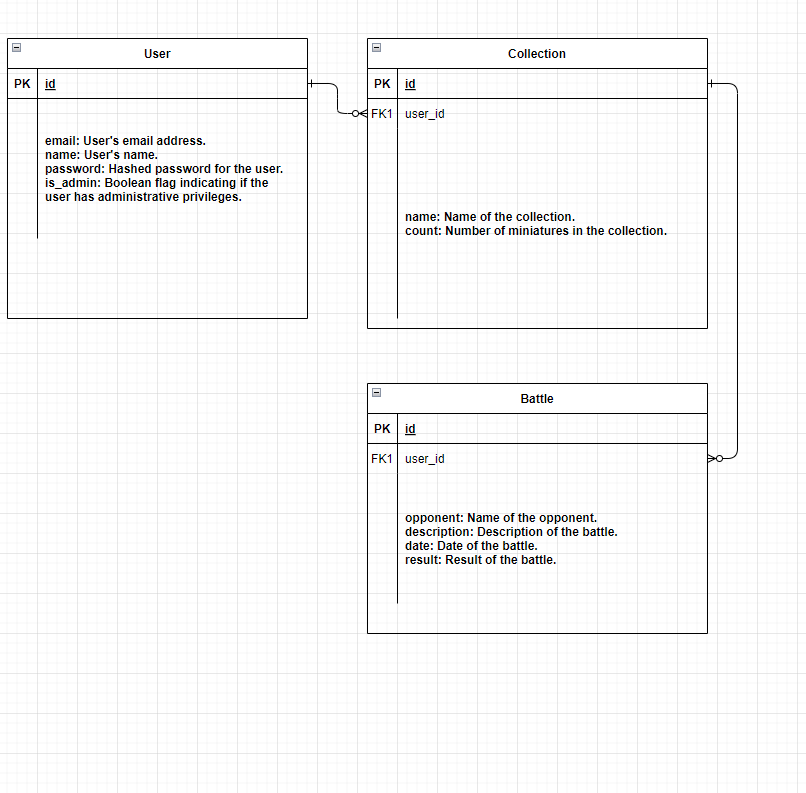 User
PK id
email: User's email address.
name: User's name.
password: Hashed password for the user.
is_admin: Boolean flag indicating if the
user has administrative privileges.
Collection
PK id
FK1 user_id
name: Name of the collection.
count: Number of miniatures in the collection.
Battle
PK id
FK1 user_id
opponent: Name of the opponent.
description: Description of the battle.
date: Date of the battle.
result: Result of the battle.